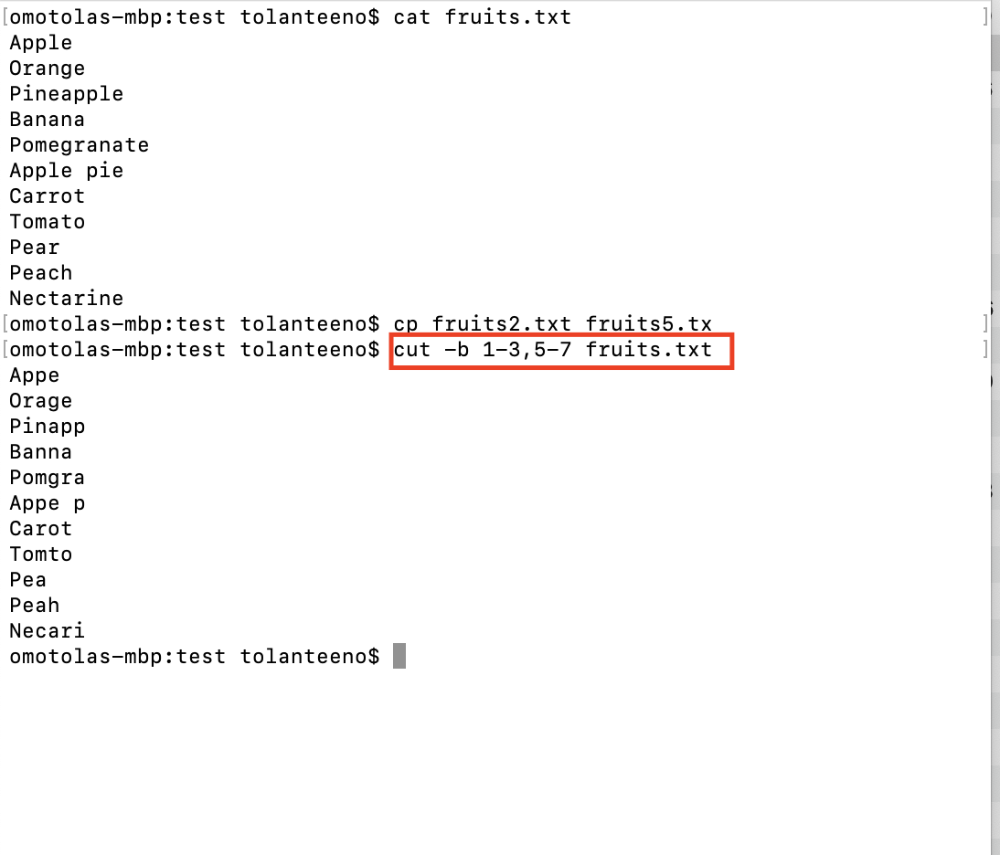 [omotolas-mbp:test tolanteeno$ cat fruits.txt ]
Apple
Orange
Pineapple
Banana
Pomegranate
Apple pie
Carrot
Tomato
Pear
Peach
Nectarine
[omotolas-mbp:test tolanteeno$ cp fruits2.txt fruits5.tx ]
[omotolas-mbp:test tolanteeno$ cut -b 1-3,5-7 fruits.txt ]
Appe
Orage
Pinapp
Banna
Pomgra
Appe p
Carot
Tomto
Pea
Peah
Necari
omotolas-mbp:test tolanteeno$